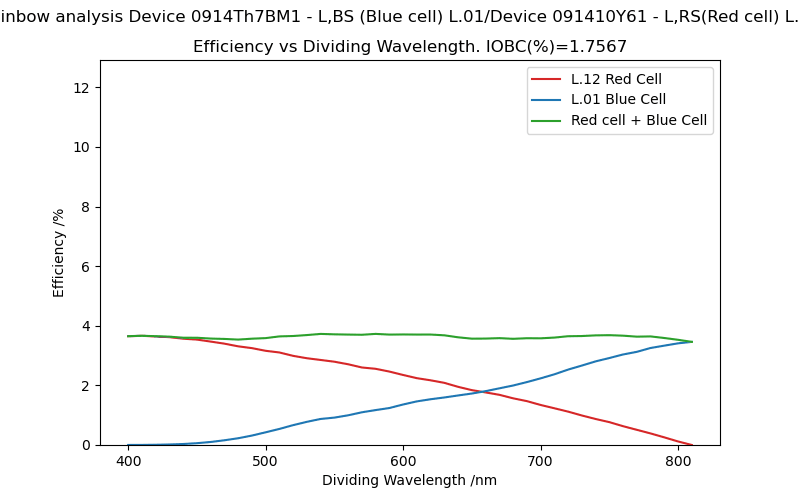 inbow analysis Device 0914Th7BM1 - L,BS (Blue cell) L.01/Device 091410Y61 - L,RS(Red cell) L.
Efficiency vs Dividing Wavelength. IOBC(%)=1.7567
L.12 Red Cell
L.01 Blue Cell
Red cell + Blue Cell
Efficiency /%
12
10
8
6
4
2
0
400 500 600 700 800
Dividing Wavelength /nm